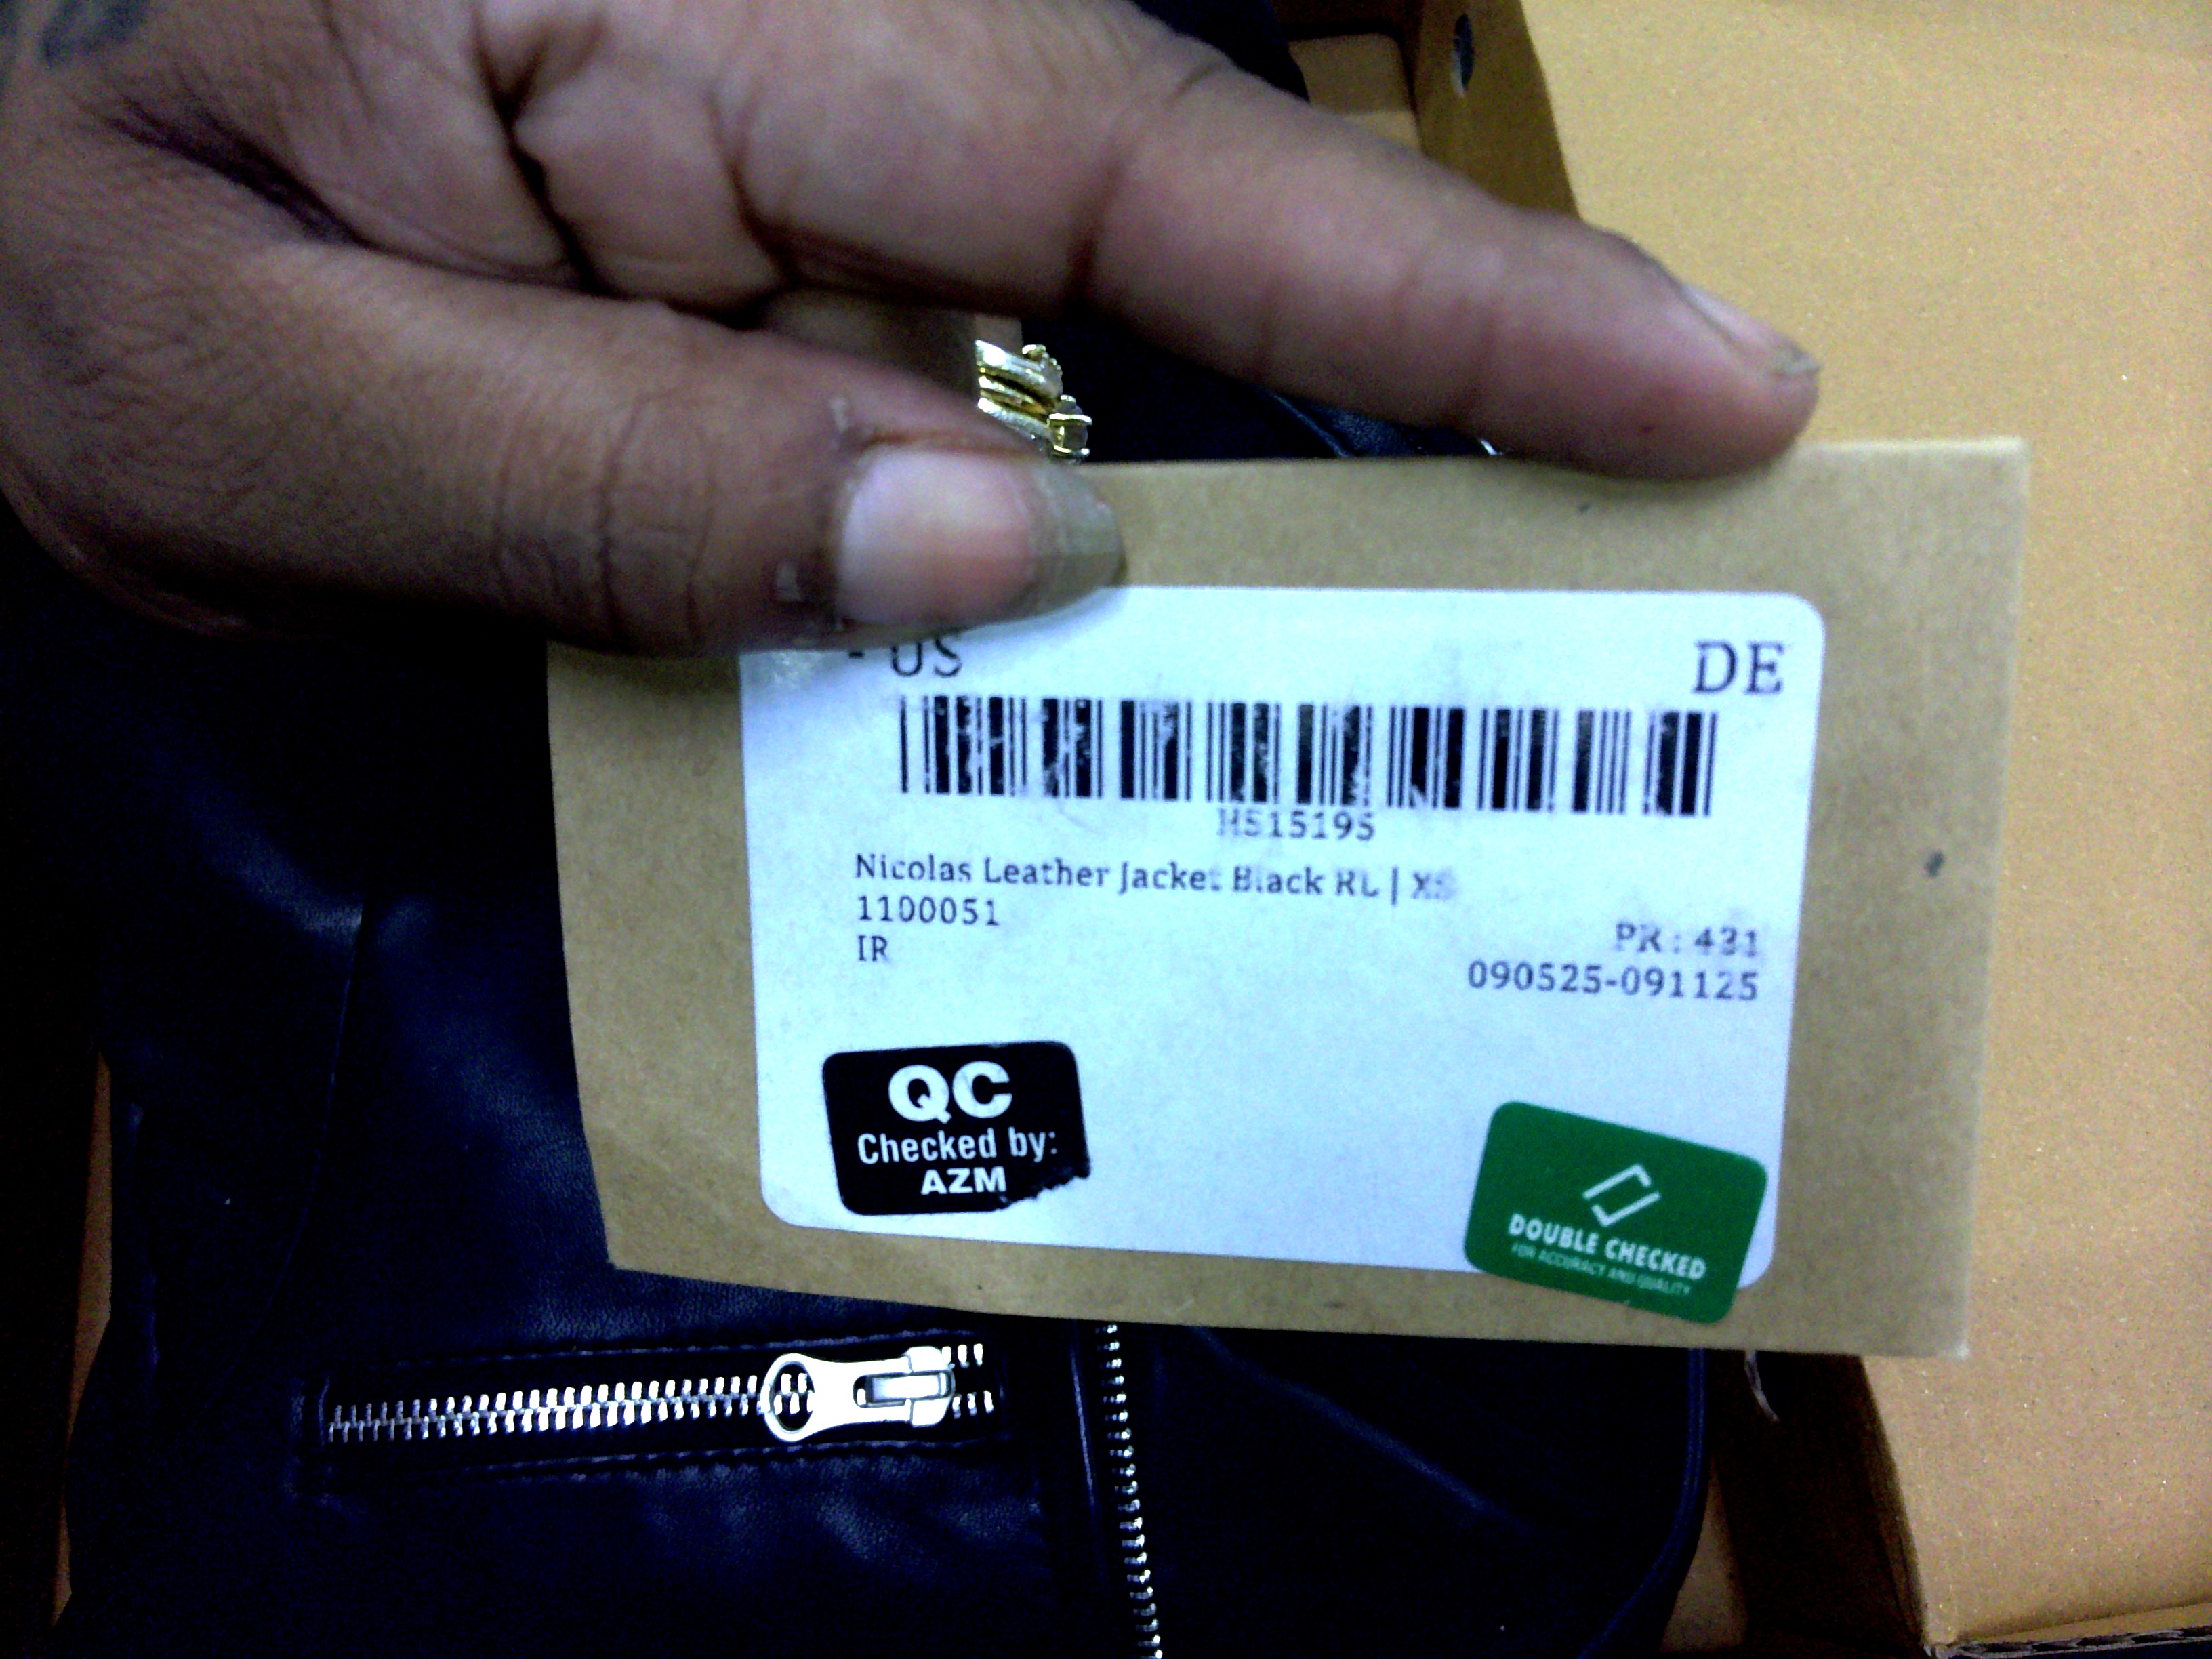 - US DE
H515195
Nicolas Leather Jacket Black RL | XS
1100051
IR
PR : 431
090525-091125
QC
Checked by:
AZM
DOUBLE CHECKED
FOR ACCURACY AND QUALITY